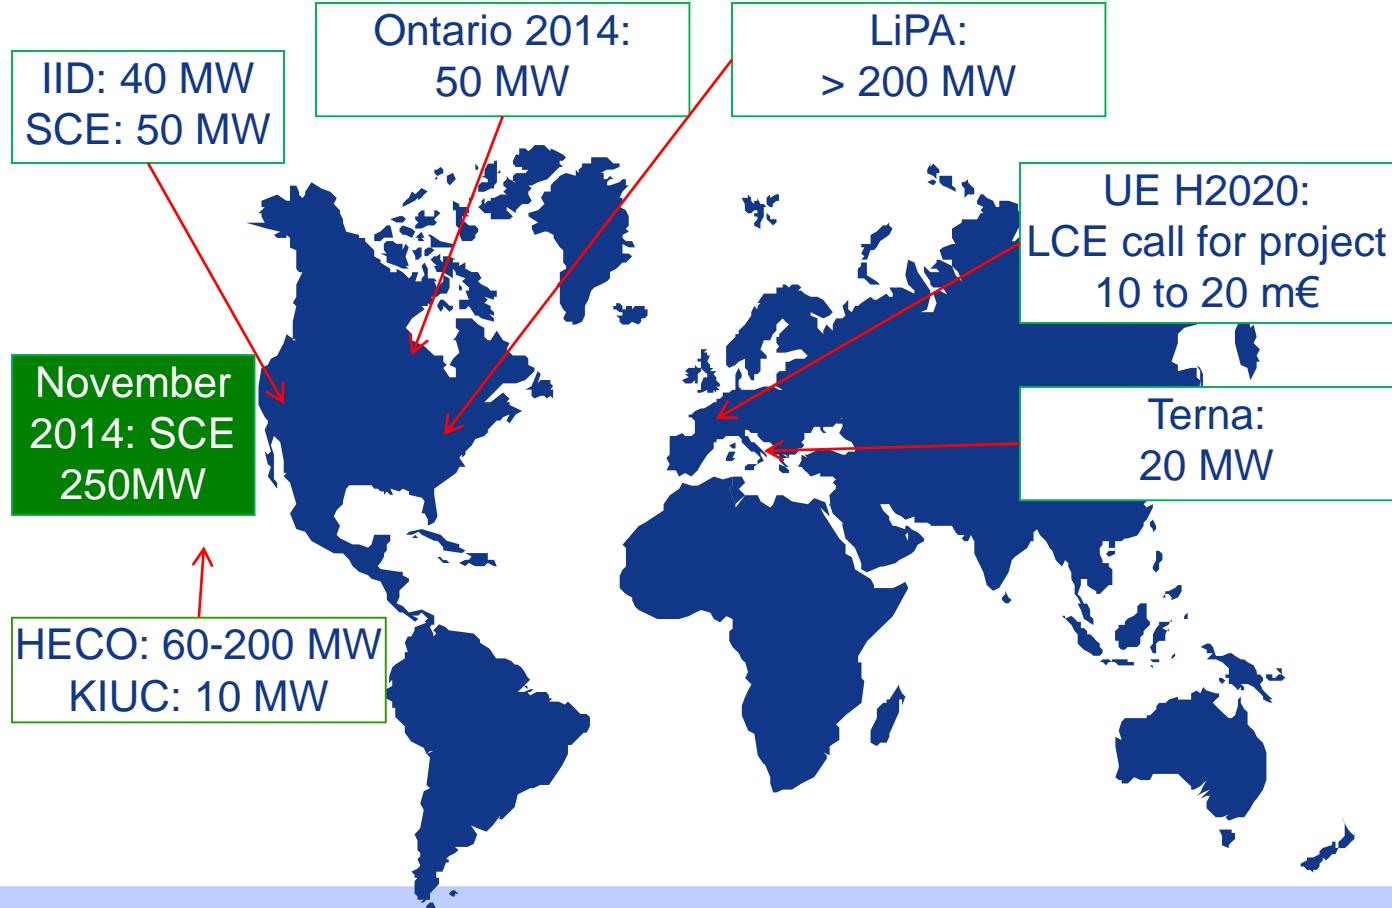 Ontario 2014:
50 MW
LiPA:
> 200 MW
IID: 40 MW
SCE: 50 MW
UE H2020:
LCE call for project
10 to 20 m€
November
2014: SCE
250MW
Terna:
20 MW
HECO: 60-200 MW
KIUC: 10 MW